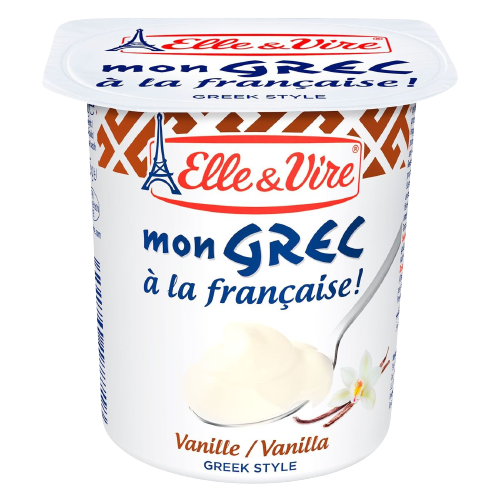 Elle & Vire®
mon GREC
à la française!
GREEK STYLE
Elle & Vire®
mon GREC
à la française!
Vanille / Vanilla
GREEK STYLE